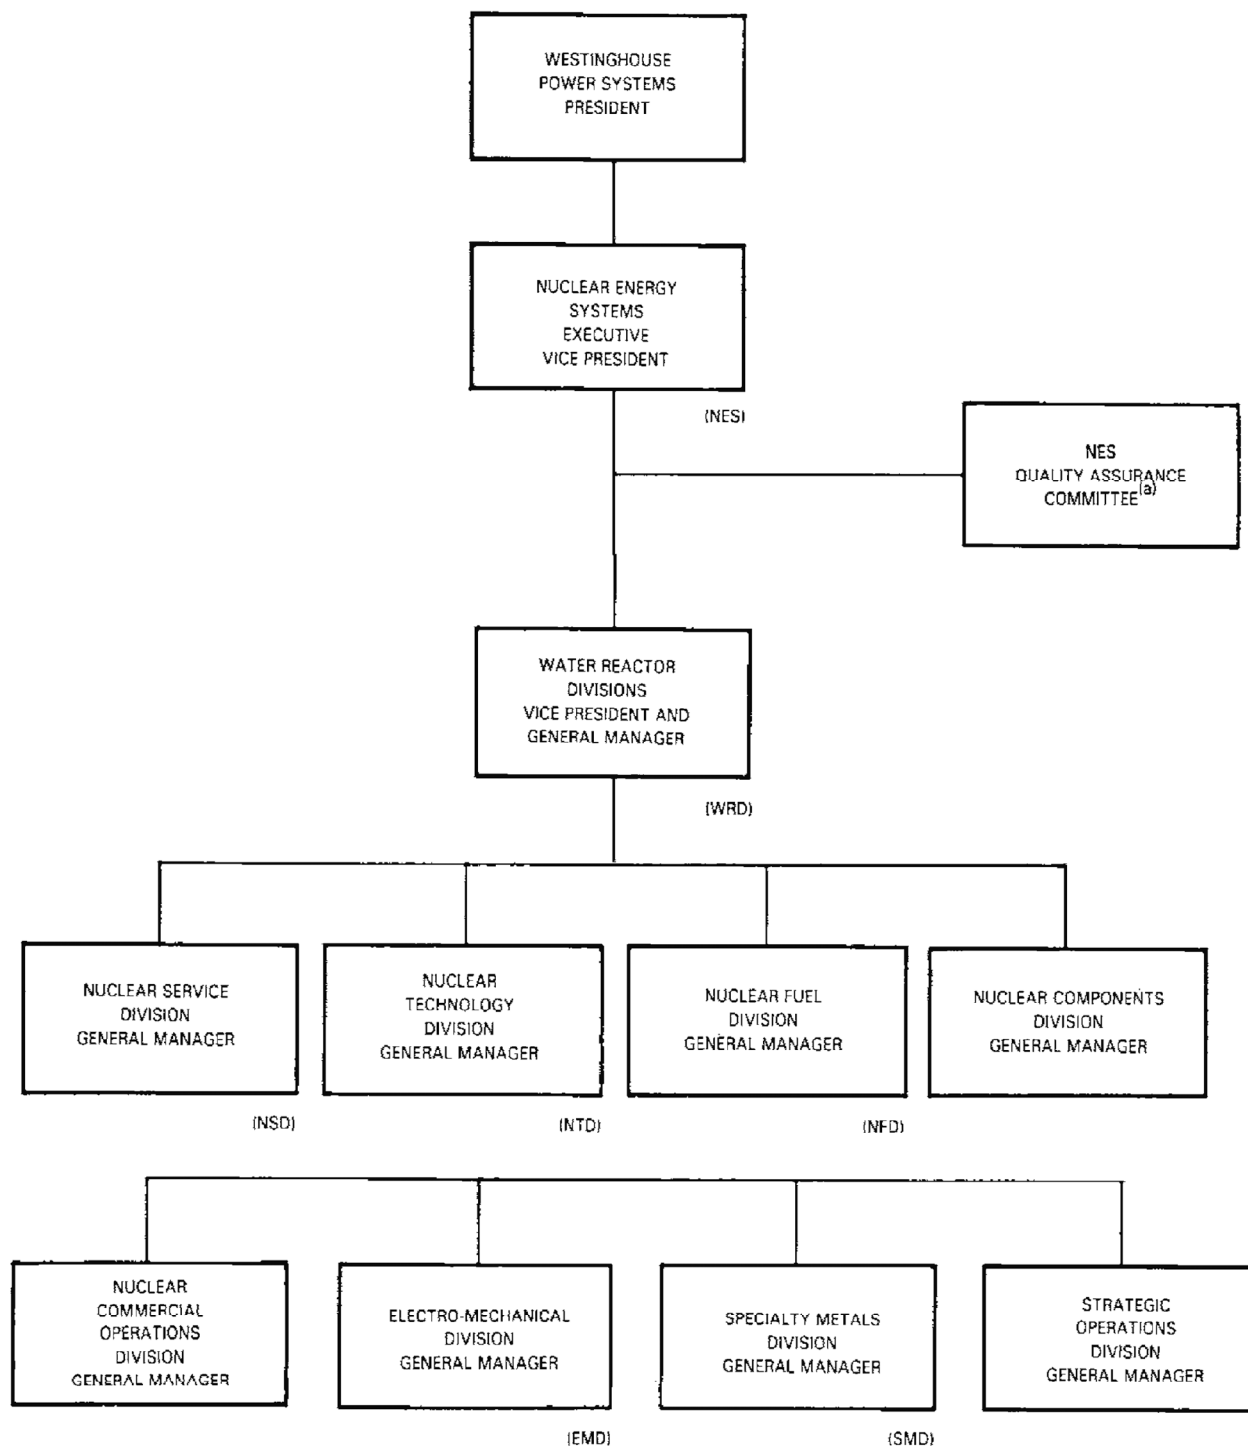 WESTINGHOUSE
POWER SYSTEMS
PRESIDENT
NUCLEAR ENERGY
SYSTEMS
EXECUTIVE
VICE PRESIDENT
(NES)
NES
QUALITY ASSURANCE
COMMITTEE(a)
WATER REACTOR
DIVISIONS
VICE PRESIDENT AND
GENERAL MANAGER
(WRD)
NUCLEAR SERVICE
DIVISION
GENERAL MANAGER
(NSD)
NUCLEAR
TECHNOLOGY
DIVISION
GENERAL MANAGER
(NTD)
NUCLEAR FUEL
DIVISION
GENERAL MANAGER
(NFD)
NUCLEAR COMPONENTS
DIVISION
GENERAL MANAGER
NUCLEAR
COMMERCIAL
OPERATIONS
DIVISION
GENERAL MANAGER
ELECTRO-MECHANICAL
DIVISION
GENERAL MANAGER
(EMD)
SPECIALTY METALS
DIVISION
GENERAL MANAGER
(SMD)
STRATEGIC
OPERATIONS
DIVISION
GENERAL MANAGER